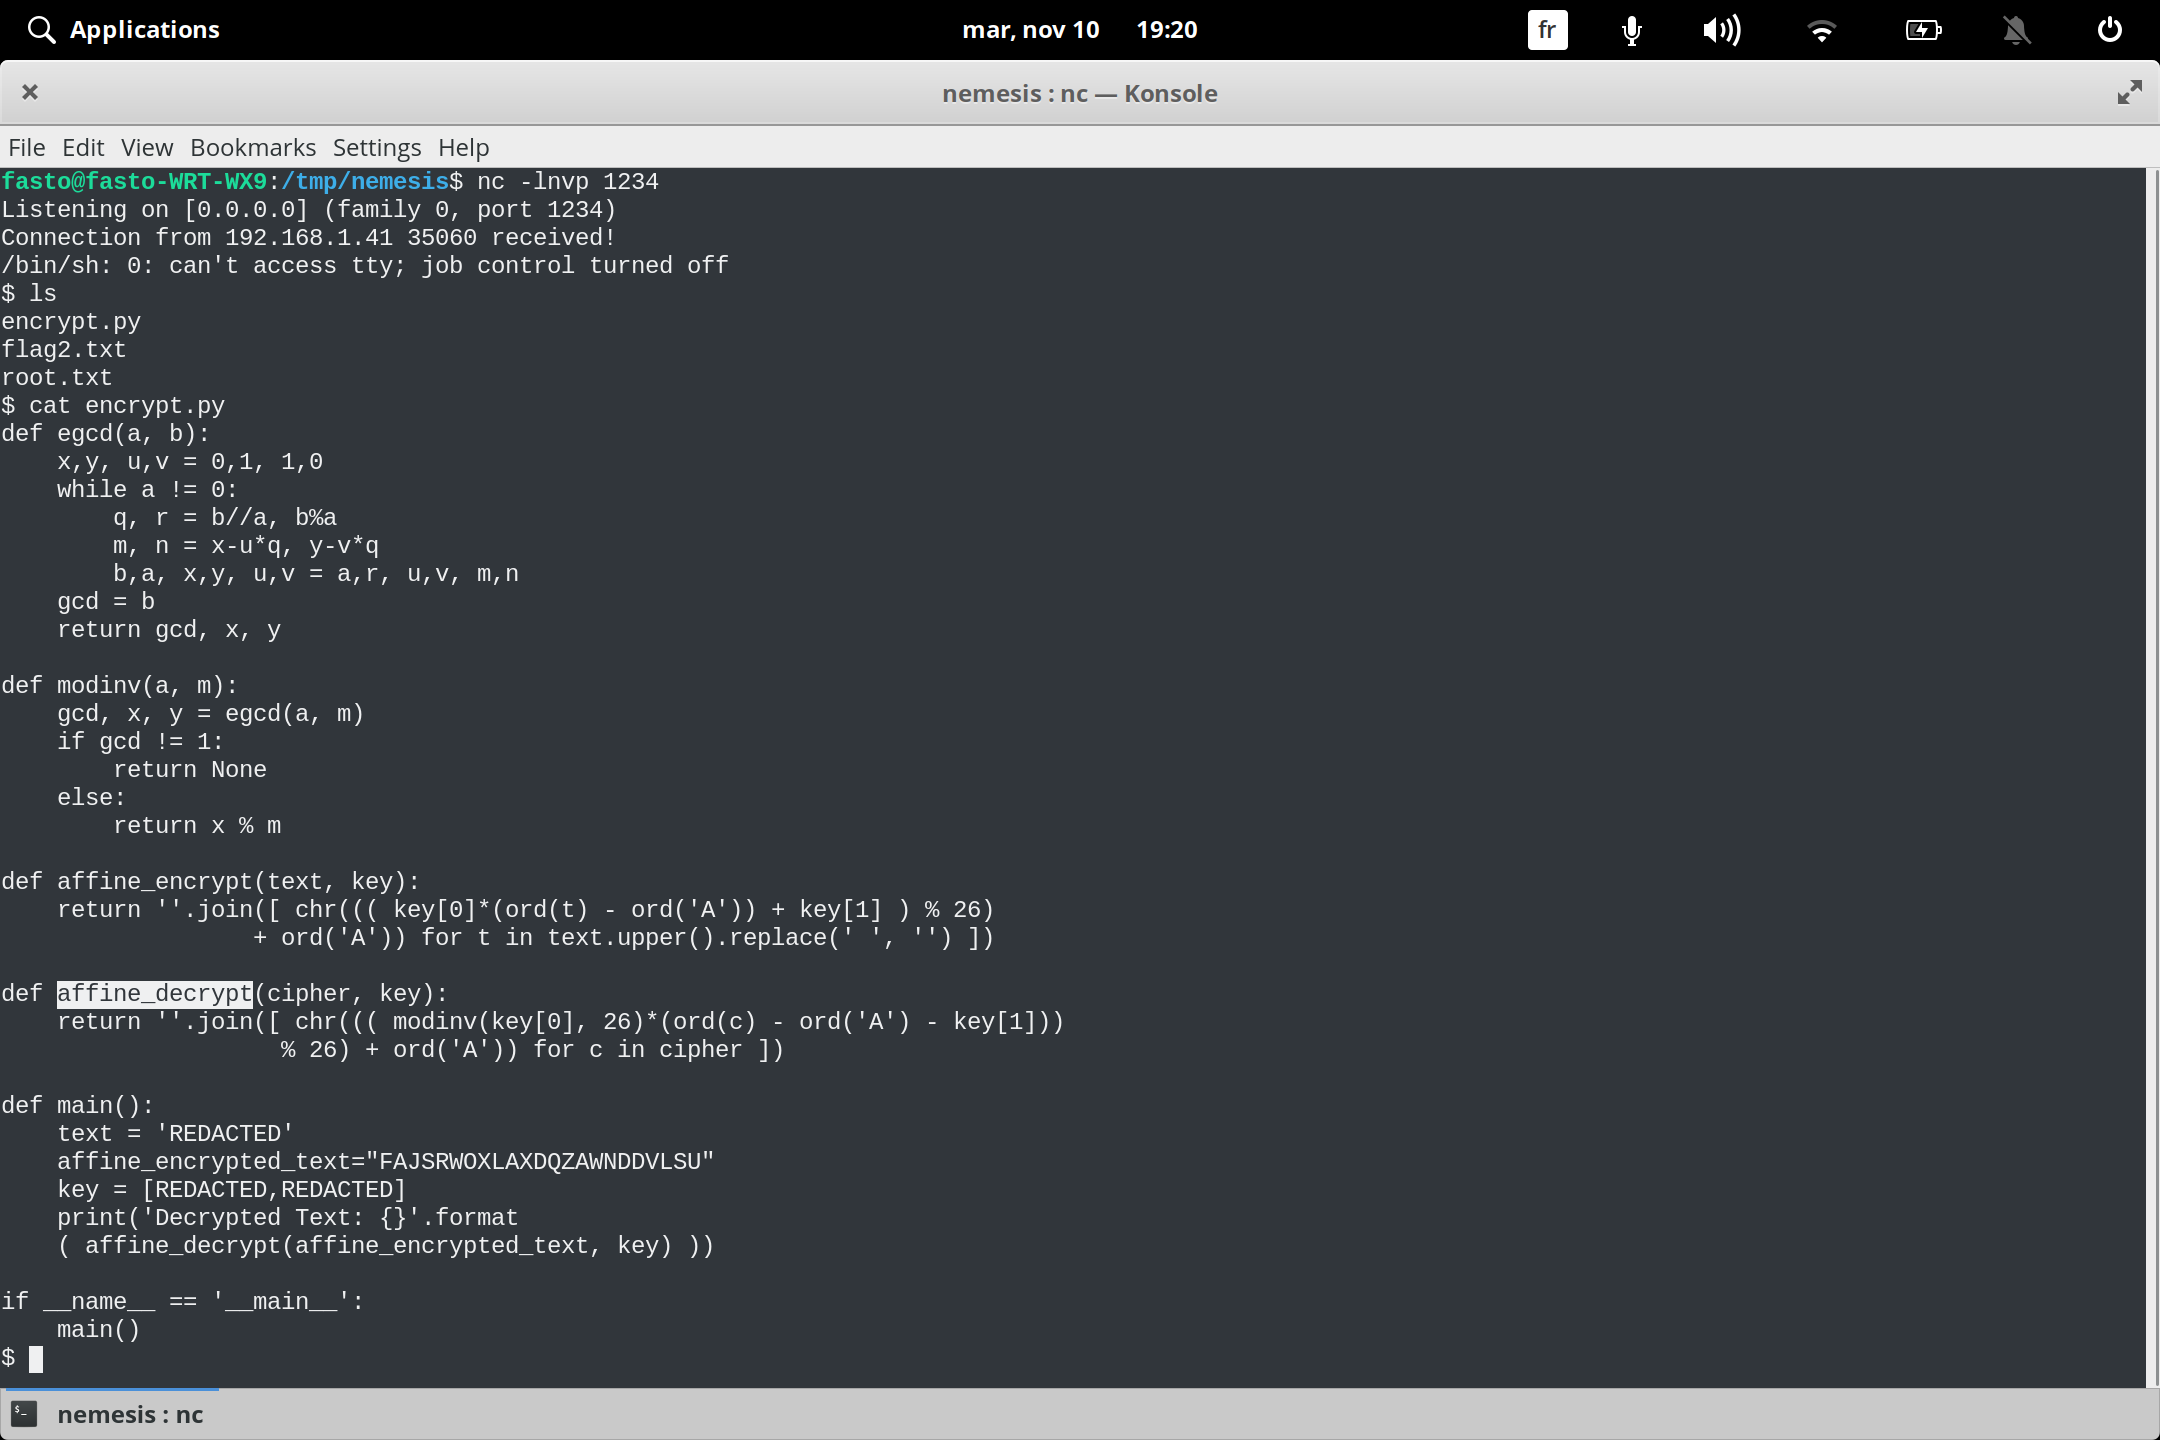 Applications
mar, nov 10 19:20
fr
nemesis : nc — Konsole
File Edit View Bookmarks Settings Help
fasto@fasto-WRT-WX9:/tmp/nemesis$ nc -lnvp 1234
Listening on [0.0.0.0] (family 0, port 1234)
Connection from 192.168.1.41 35060 received!
/bin/sh: 0: can't access tty; job control turned off
$ ls
encrypt.py
flag2.txt
root.txt
$ cat encrypt.py
def egcd(a, b):
    x,y, u,v = 0,1, 1,0
    while a != 0:
        q, r = b//a, b%a
        m, n = x-u*q, y-v*q
        b,a, x,y, u,v = a,r, u,v, m,n
    gcd = b
    return gcd, x, y
def modinv(a, m):
    gcd, x, y = egcd(a, m)
    if gcd != 1:
        return None
    else:
        return x % m
def affine_encrypt(text, key):
    return ''.join([ chr((( key[0]*(ord(t) - ord('A')) + key[1] ) % 26)
                  + ord('A')) for t in text.upper().replace(' ', '') ])
def affine_decrypt(cipher, key):
    return ''.join([ chr((( modinv(key[0], 26)*(ord(c) - ord('A') - key[1]))
                    % 26) + ord('A')) for c in cipher ])
def main():
    text = 'REDACTED'
    affine_encrypted_text="FAJSRWOXLAXDQZAWNDDVLSU"
    key = [REDACTED,REDACTED]
    print('Decrypted Text: {}'.format
    ( affine_decrypt(affine_encrypted_text, key) ))
if __name__ == '__main__':
    main()
$
nemesis : nc